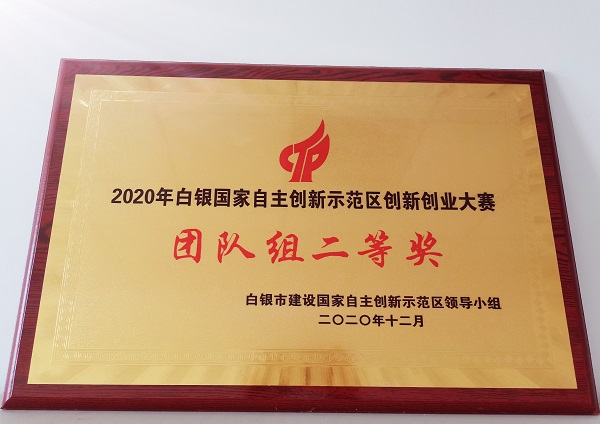 2020年白银国家自主创新示范区创新创业大赛
团队组二等奖
白银市建设国家自主创新示范区领导小组
二〇二〇年十二月